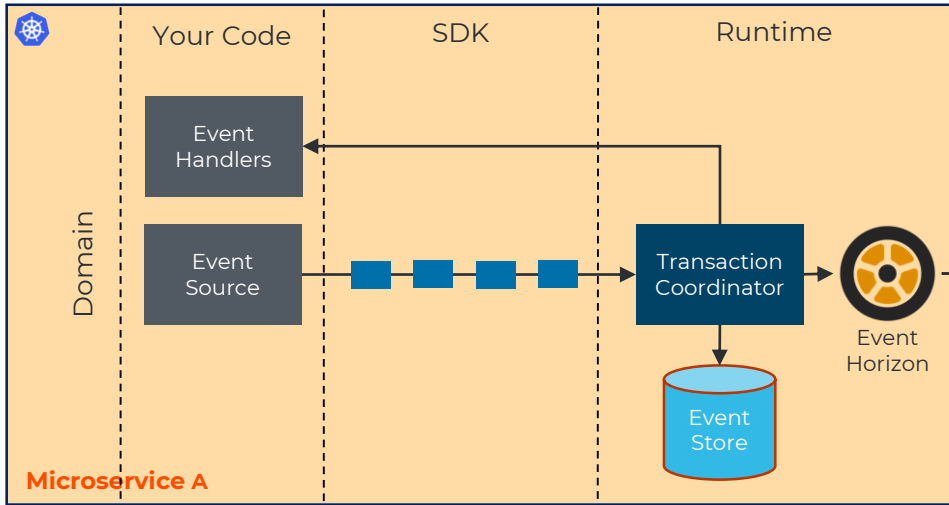 Your Code
SDK
Runtime
Event
Handlers
Domain
Event
Source
Transaction
Coordinator
Event
Horizon
Event
Store
Microservice A